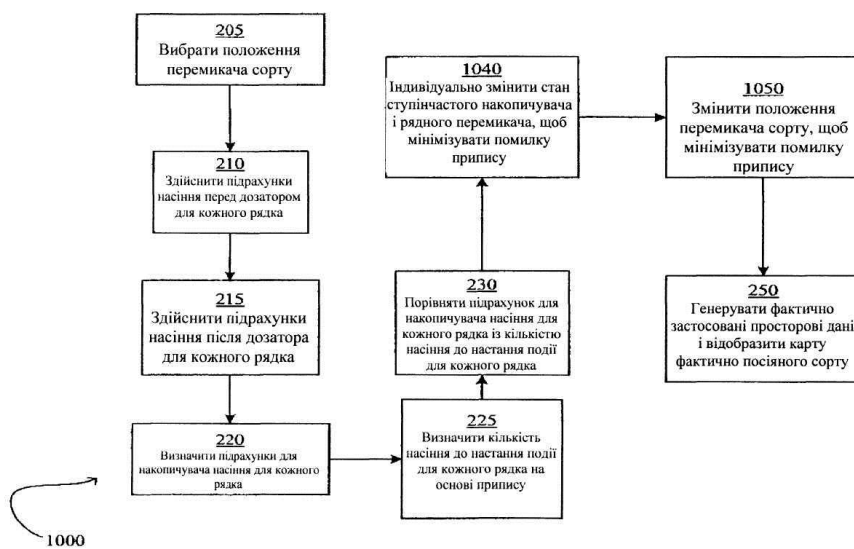 205
Вибрати положення
перемикача сорту
210
Здійснити підрахунки
насіння перед дозатором
для кожного рядка
215
Здійснити підрахунки
насіння після дозатора
для кожного рядка
220
Визначити підрахунки для
накопичувача насіння для кожного
рядка
225
Визначити кількість
насіння до настання події
для кожного рядка на
основі припису
230
Порівняти підрахунок для
накопичувача насіння для
кожного рядка із кількістю
насіння до настання події
для кожного рядка
1040
Індивідуально змінити стан
ступінчастого накопичувача
і рядного перемикача, щоб
мінімізувати помилку
припису
1050
Змінити положення
перемикача сорту, щоб
мінімізувати помилку
припису
250
Генерувати фактично
застосовані просторові дані
і відобразити карту
фактично посіяного сорту
1000